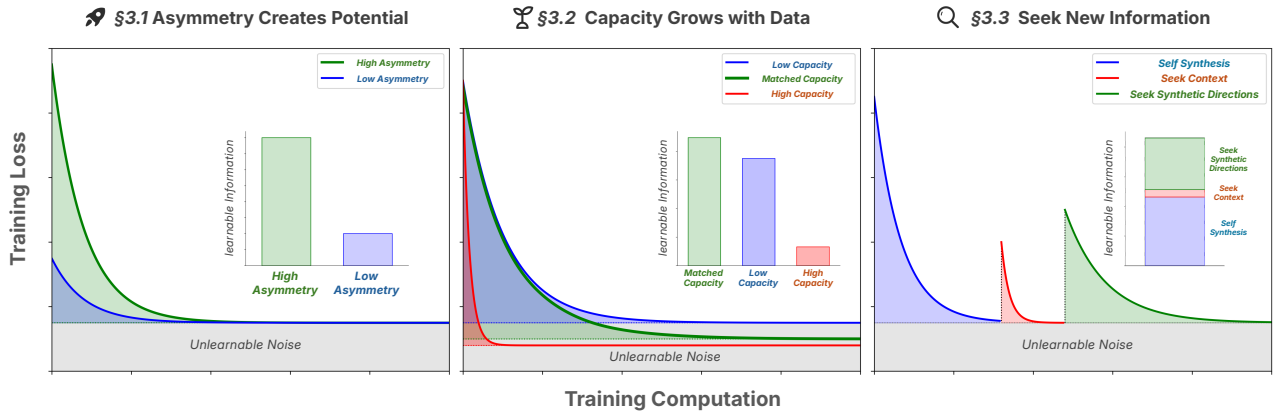 §3.1 Asymmetry Creates Potential
§3.2 Capacity Grows with Data
§3.3 Seek New Information
Training Loss
High Asymmetry
Low Asymmetry
learnable Information
High
Asymmetry
Low
Asymmetry
Unlearnable Noise
Low Capacity
Matched Capacity
High Capacity
learnable Information
Matched
Capacity
Low
Capacity
High
Capacity
Unlearnable Noise
Self Synthesis
Seek Context
Seek Synthetic Directions
learnable Information
Seek
Synthetic
Directions
Seek
Context
Self
Synthesis
Unlearnable Noise
Training Computation